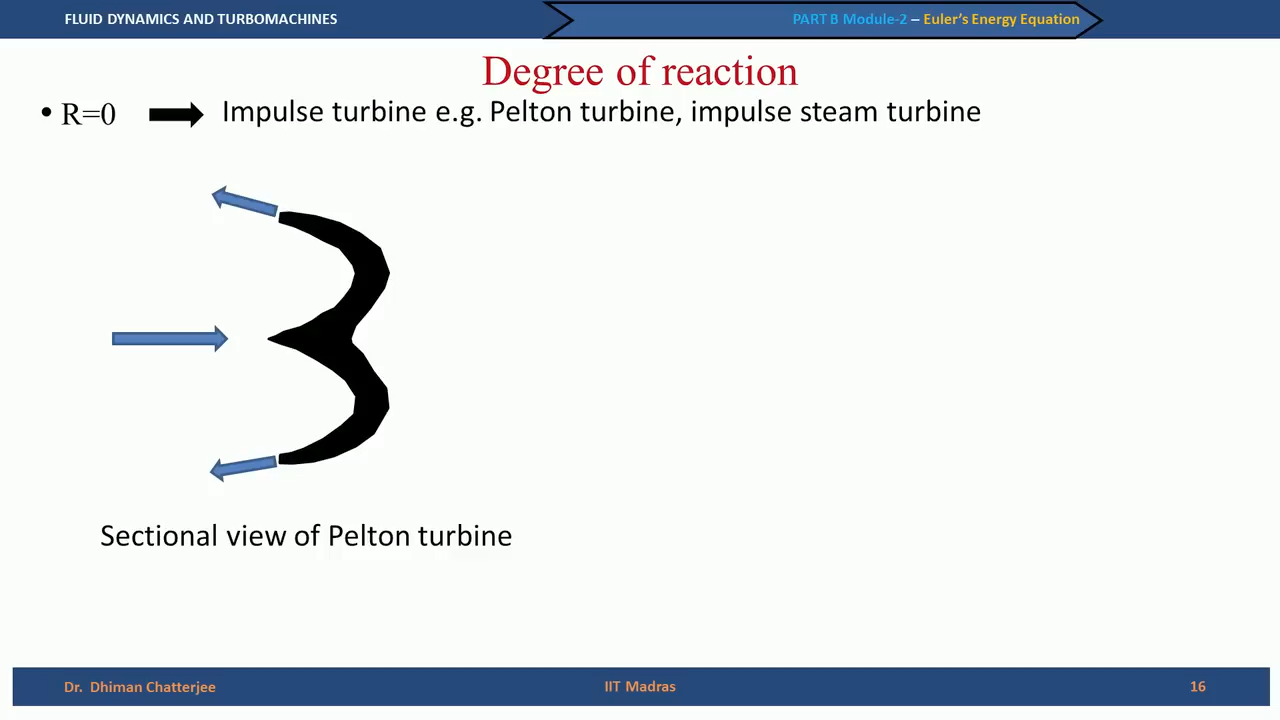 FLUID DYNAMICS AND TURBOMACHINES
PART B Module-2 – Euler's Energy Equation
Degree of reaction
• R=0 Impulse turbine e.g. Pelton turbine, impulse steam turbine
Sectional view of Pelton turbine
Dr. Dhiman Chatterjee
IIT Madras
16